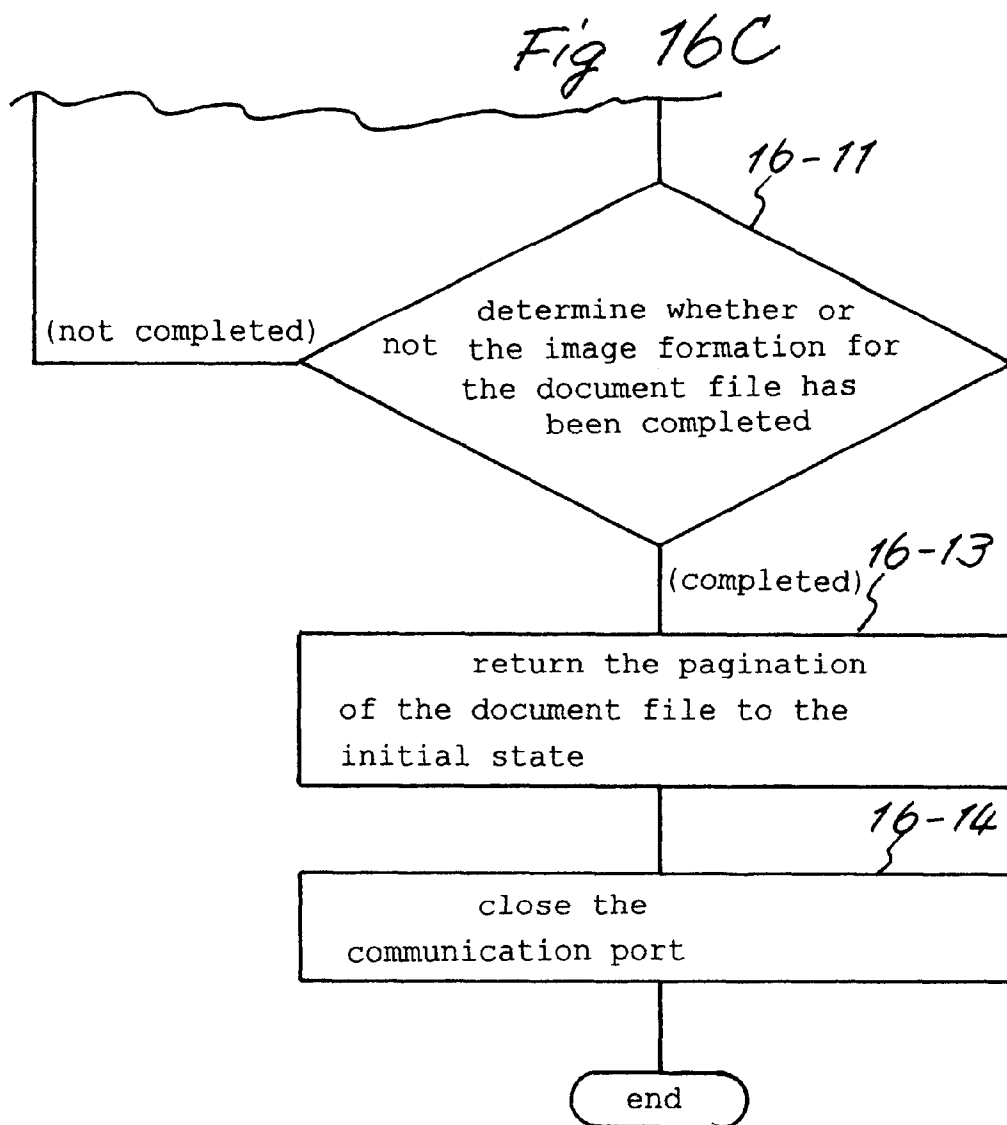 Fig 16C
16-11
(not completed)
determine whether or
not the image formation for
the document file has
been completed
16-13
(completed)
return the pagination
of the document file to the
initial state
16-14
close the
communication port
end